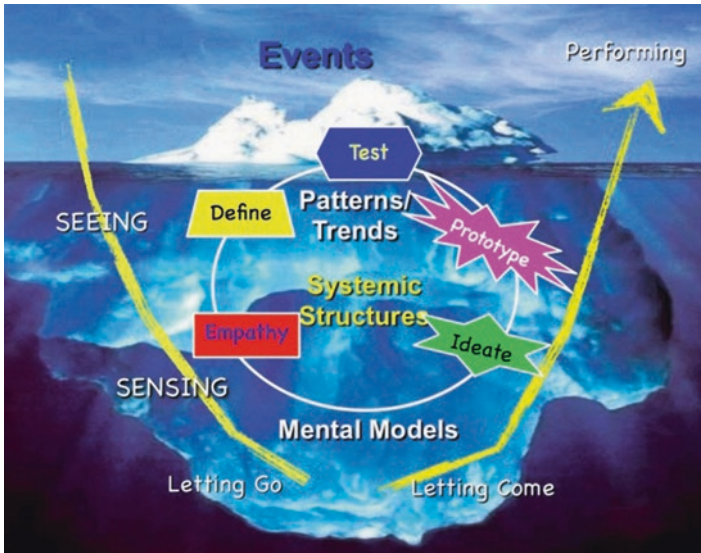 Events
Performing
Test
SEEING
Define
Patterns/
Trends
Prototype
Systemic
Structures
Empathy
Ideate
SENSING
Mental Models
Letting Go
Letting Come